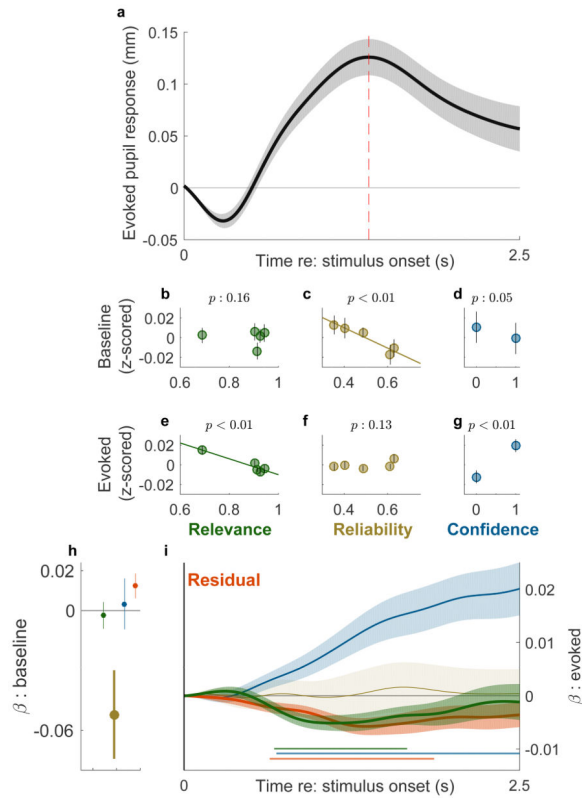 a
Evoked pupil response (mm)
0.15
0.1
0.05
0
-0.05
0
2.5
Time re: stimulus onset (s)
b
p : 0.16
c
p < 0.01
d
p : 0.05
Baseline
(z-scored)
0.02
0
-0.02
0.6 0.8 1
0.4 0.6
0 1
e
p < 0.01
f
p : 0.13
g
p < 0.01
Evoked
(z-scored)
0.02
0
-0.02
0.6 0.8 1
0.4 0.6
0 1
Relevance
Reliability
Confidence
h
β : baseline
0.02
0
-0.06
i
Residual
0.02
0.01
0
-0.01
β : evoked
0
2.5
Time re: stimulus onset (s)